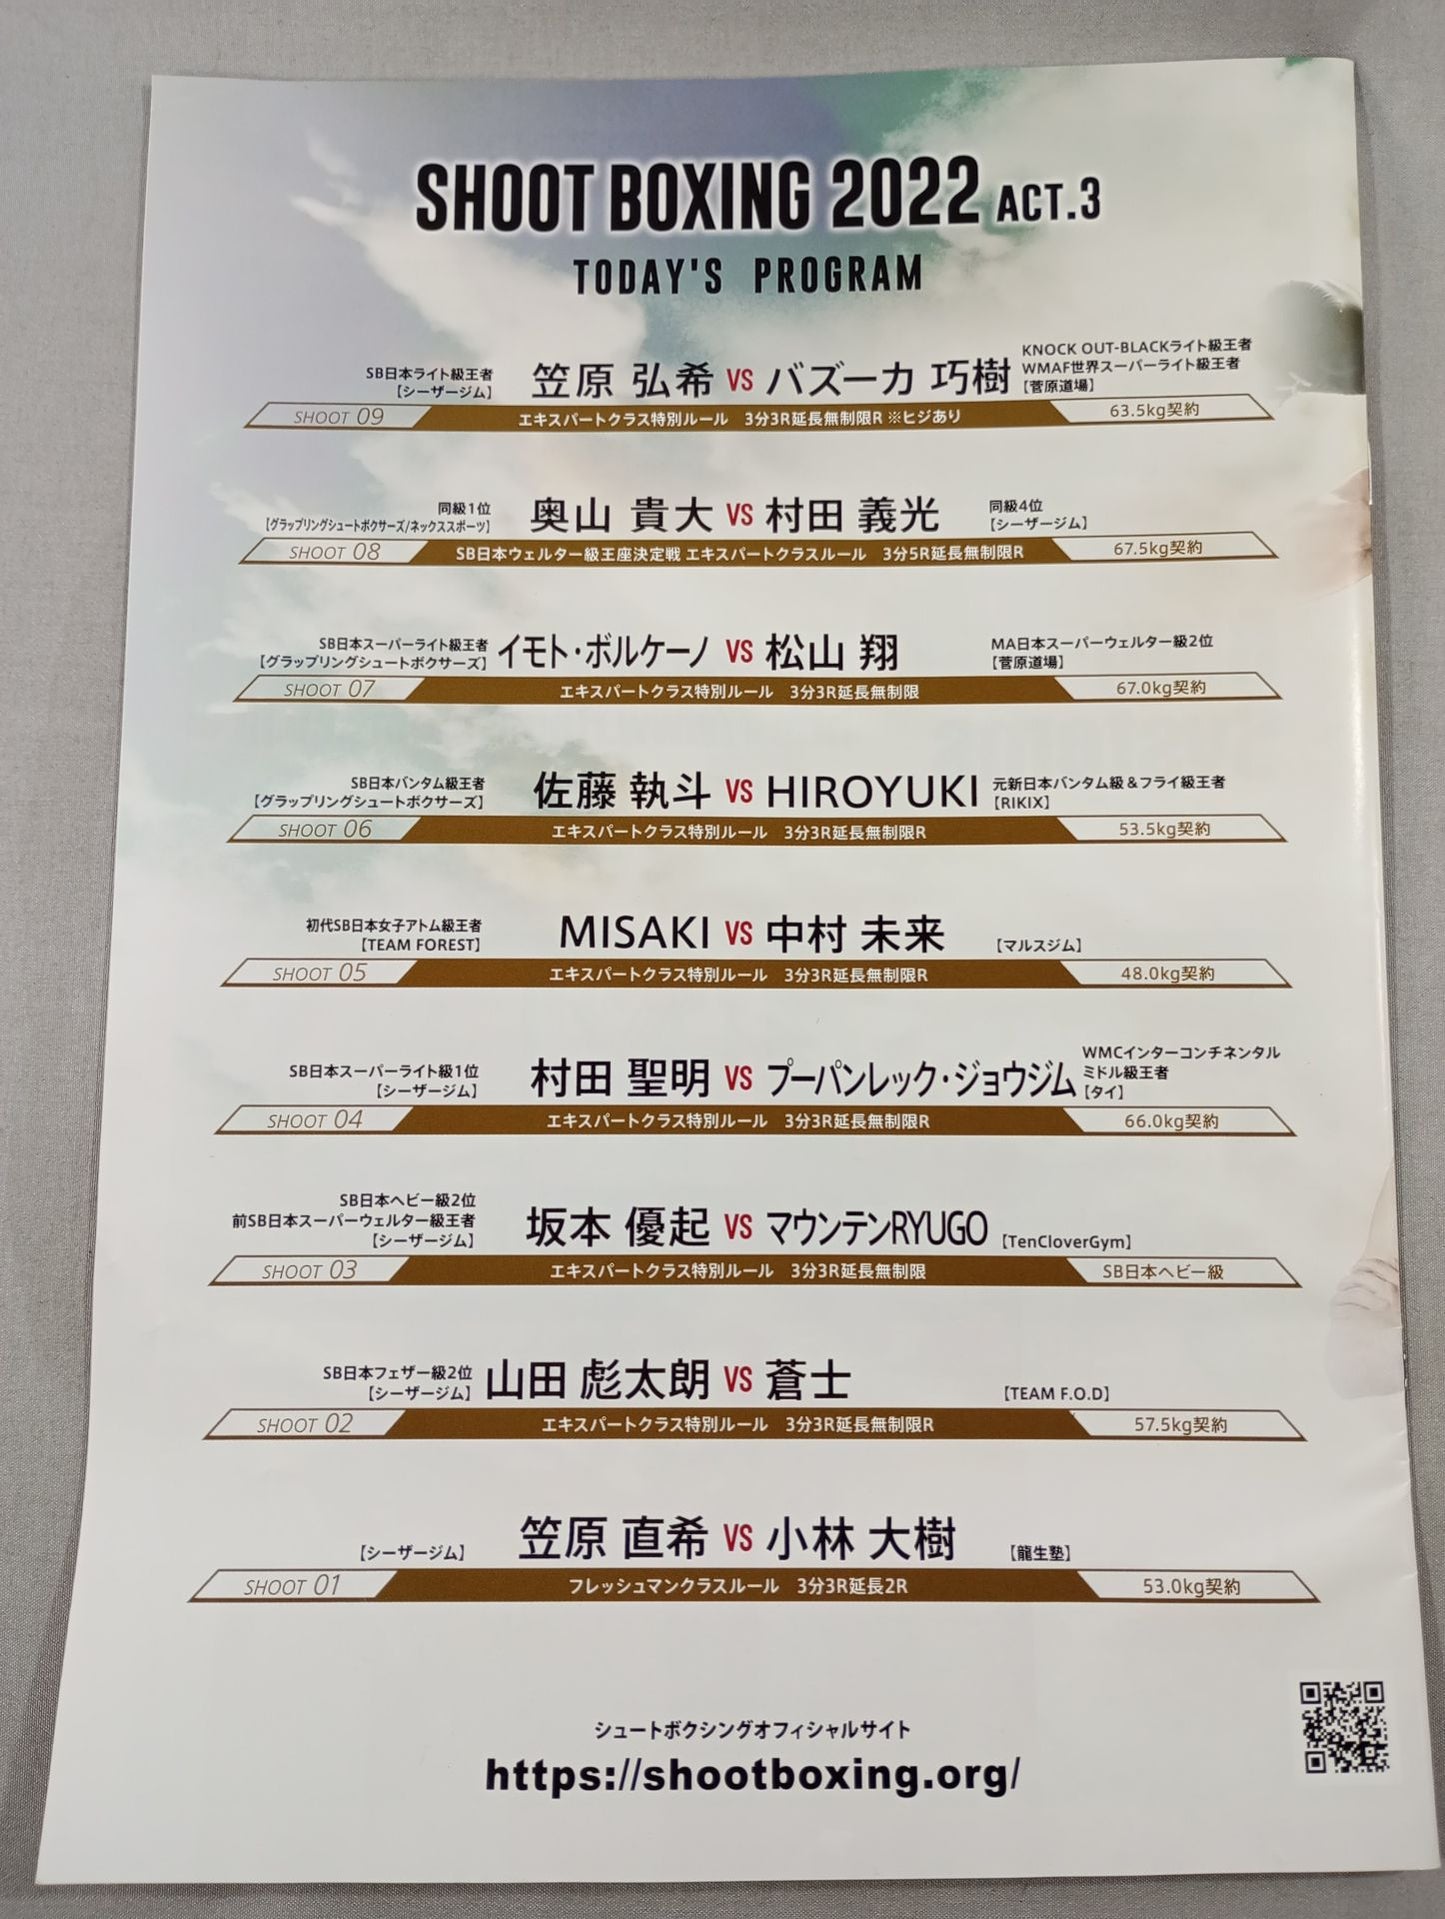 SHOOT BOXING 2022 ACT.3
TODAY'S PROGRAM
SB日本ライト級王者
【シーザージム】
笠原 弘希 VS バズーカ 巧樹
KNOCK OUT-BLACKライト級王者
WMAF世界スーパーライト級王者
【菅原道場】
SHOOT 09 エキスパートクラス特別ルール 3分3R延長無制限R ※ヒジあり 63.5kg契約
同級1位
【グラップリングシュートボクサーズ/ネックススポーツ】
奥山 貴大 VS 村田 義光
同級4位
【シーザージム】
SHOOT 08 SB日本ウェルター級王座決定戦 エキスパートクラスルール 3分5R延長無制限R 67.5kg契約
SB日本スーパーライト級王者
【グラップリングシュートボクサーズ】
イモト・ボルケーノ VS 松山 翔
MA日本スーパーウェルター級2位
【菅原道場】
SHOOT 07 エキスパートクラス特別ルール 3分3R延長無制限 67.0kg契約
SB日本バンタム級王者
【グラップリングシュートボクサーズ】
佐藤 執斗 VS HIROYUKI
元新日本バンタム級＆フライ級王者
【RIKIX】
SHOOT 06 エキスパートクラス特別ルール 3分3R延長無制限R 53.5kg契約
初代SB日本女子アトム級王者
【TEAM FOREST】
MISAKI VS 中村 未来
【マルスジム】
SHOOT 05 エキスパートクラス特別ルール 3分3R延長無制限R 48.0kg契約
SB日本スーパーライト級1位
【シーザージム】
村田 聖明 VS プーパンレック・ジョウジム
WMCインターコンチネンタル
ミドル級王者
【タイ】
SHOOT 04 エキスパートクラス特別ルール 3分3R延長無制限R 66.0kg契約
SB日本ヘビー級2位
前SB日本スーパーウェルター級王者
【シーザージム】
坂本 優起 VS マウンテンRYUGO
【TenCloverGym】
SHOOT 03 エキスパートクラス特別ルール 3分3R延長無制限 SB日本ヘビー級
SB日本フェザー級2位
【シーザージム】
山田 彪太朗 VS 蒼士
【TEAM F.O.D】
SHOOT 02 エキスパートクラス特別ルール 3分3R延長無制限R 57.5kg契約
【シーザージム】
笠原 直希 VS 小林 大樹
【龍生塾】
SHOOT 01 フレッシュマンクラスルール 3分3R延長2R 53.0kg契約
シュートボクシングオフィシャルサイト
https://shootboxing.org/